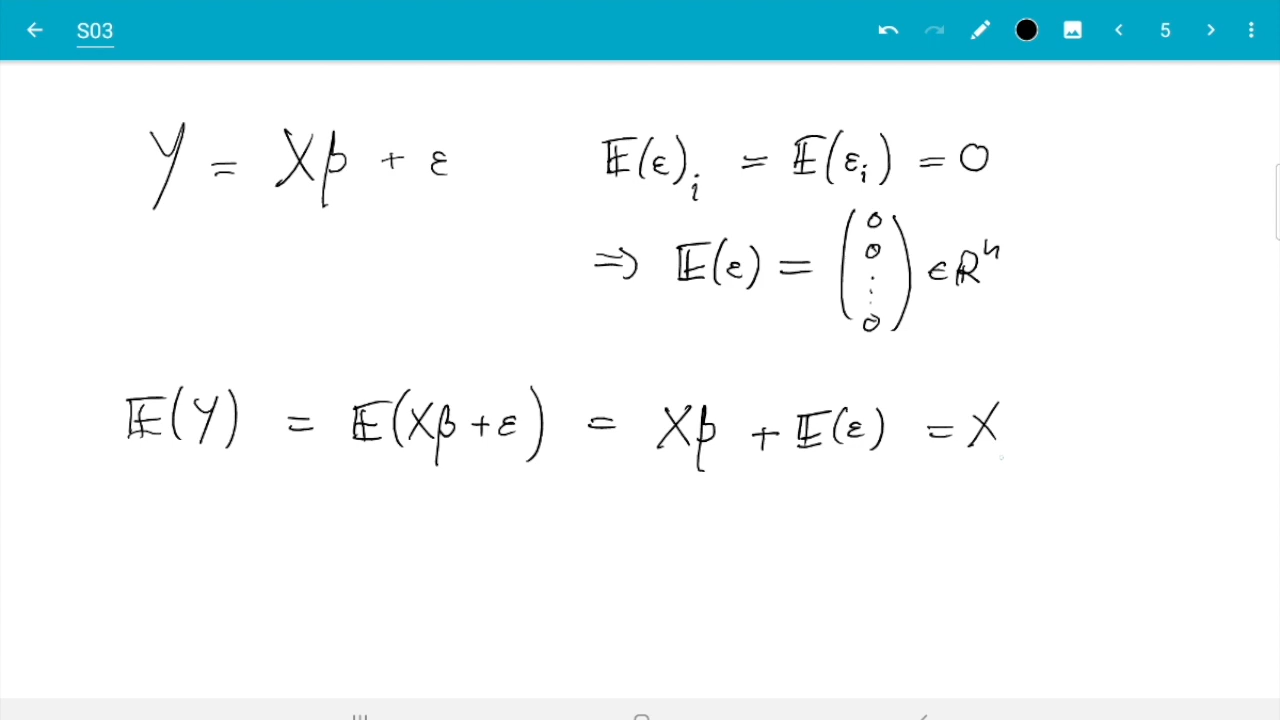 S03
5
Y = Xβ + ε
𝔼(ε)ᵢ = 𝔼(εᵢ) = 0
⇒ 𝔼(ε) = (0 0 ⋮ 0) ∈ ℝⁿ
𝔼(Y) = 𝔼(Xβ + ε) = Xβ + 𝔼(ε) = X